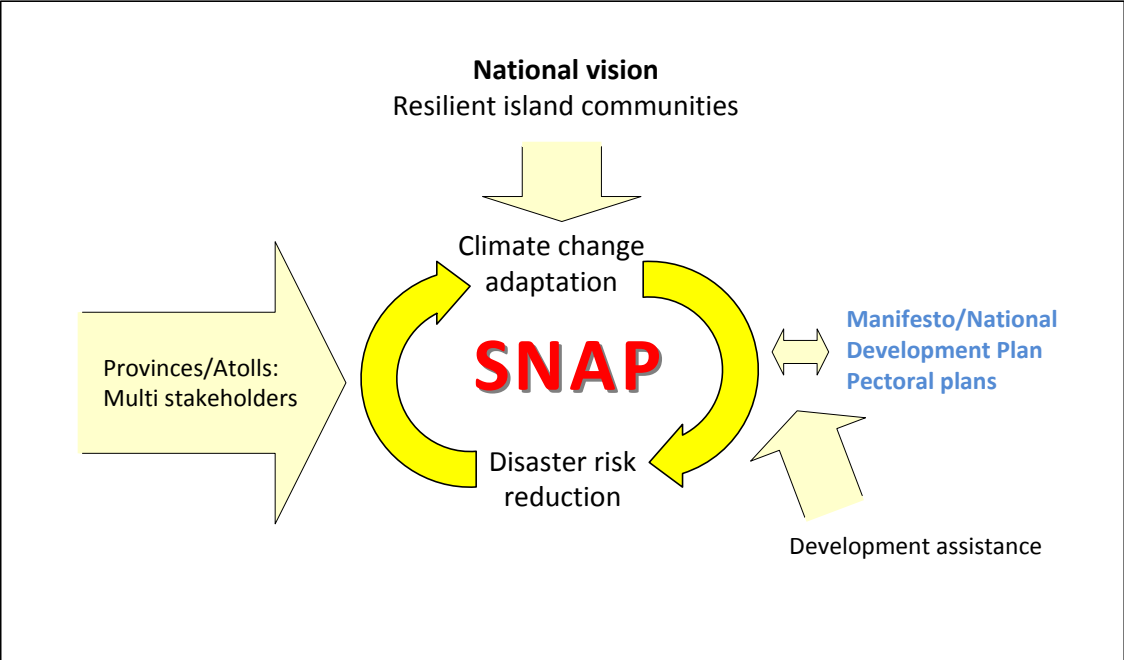 National vision
Resilient island communities
Climate change
adaptation
Provinces/Atolls:
Multi stakeholders
SNAP
Manifesto/National
Development Plan
Pectoral plans
Disaster risk
reduction
Development assistance